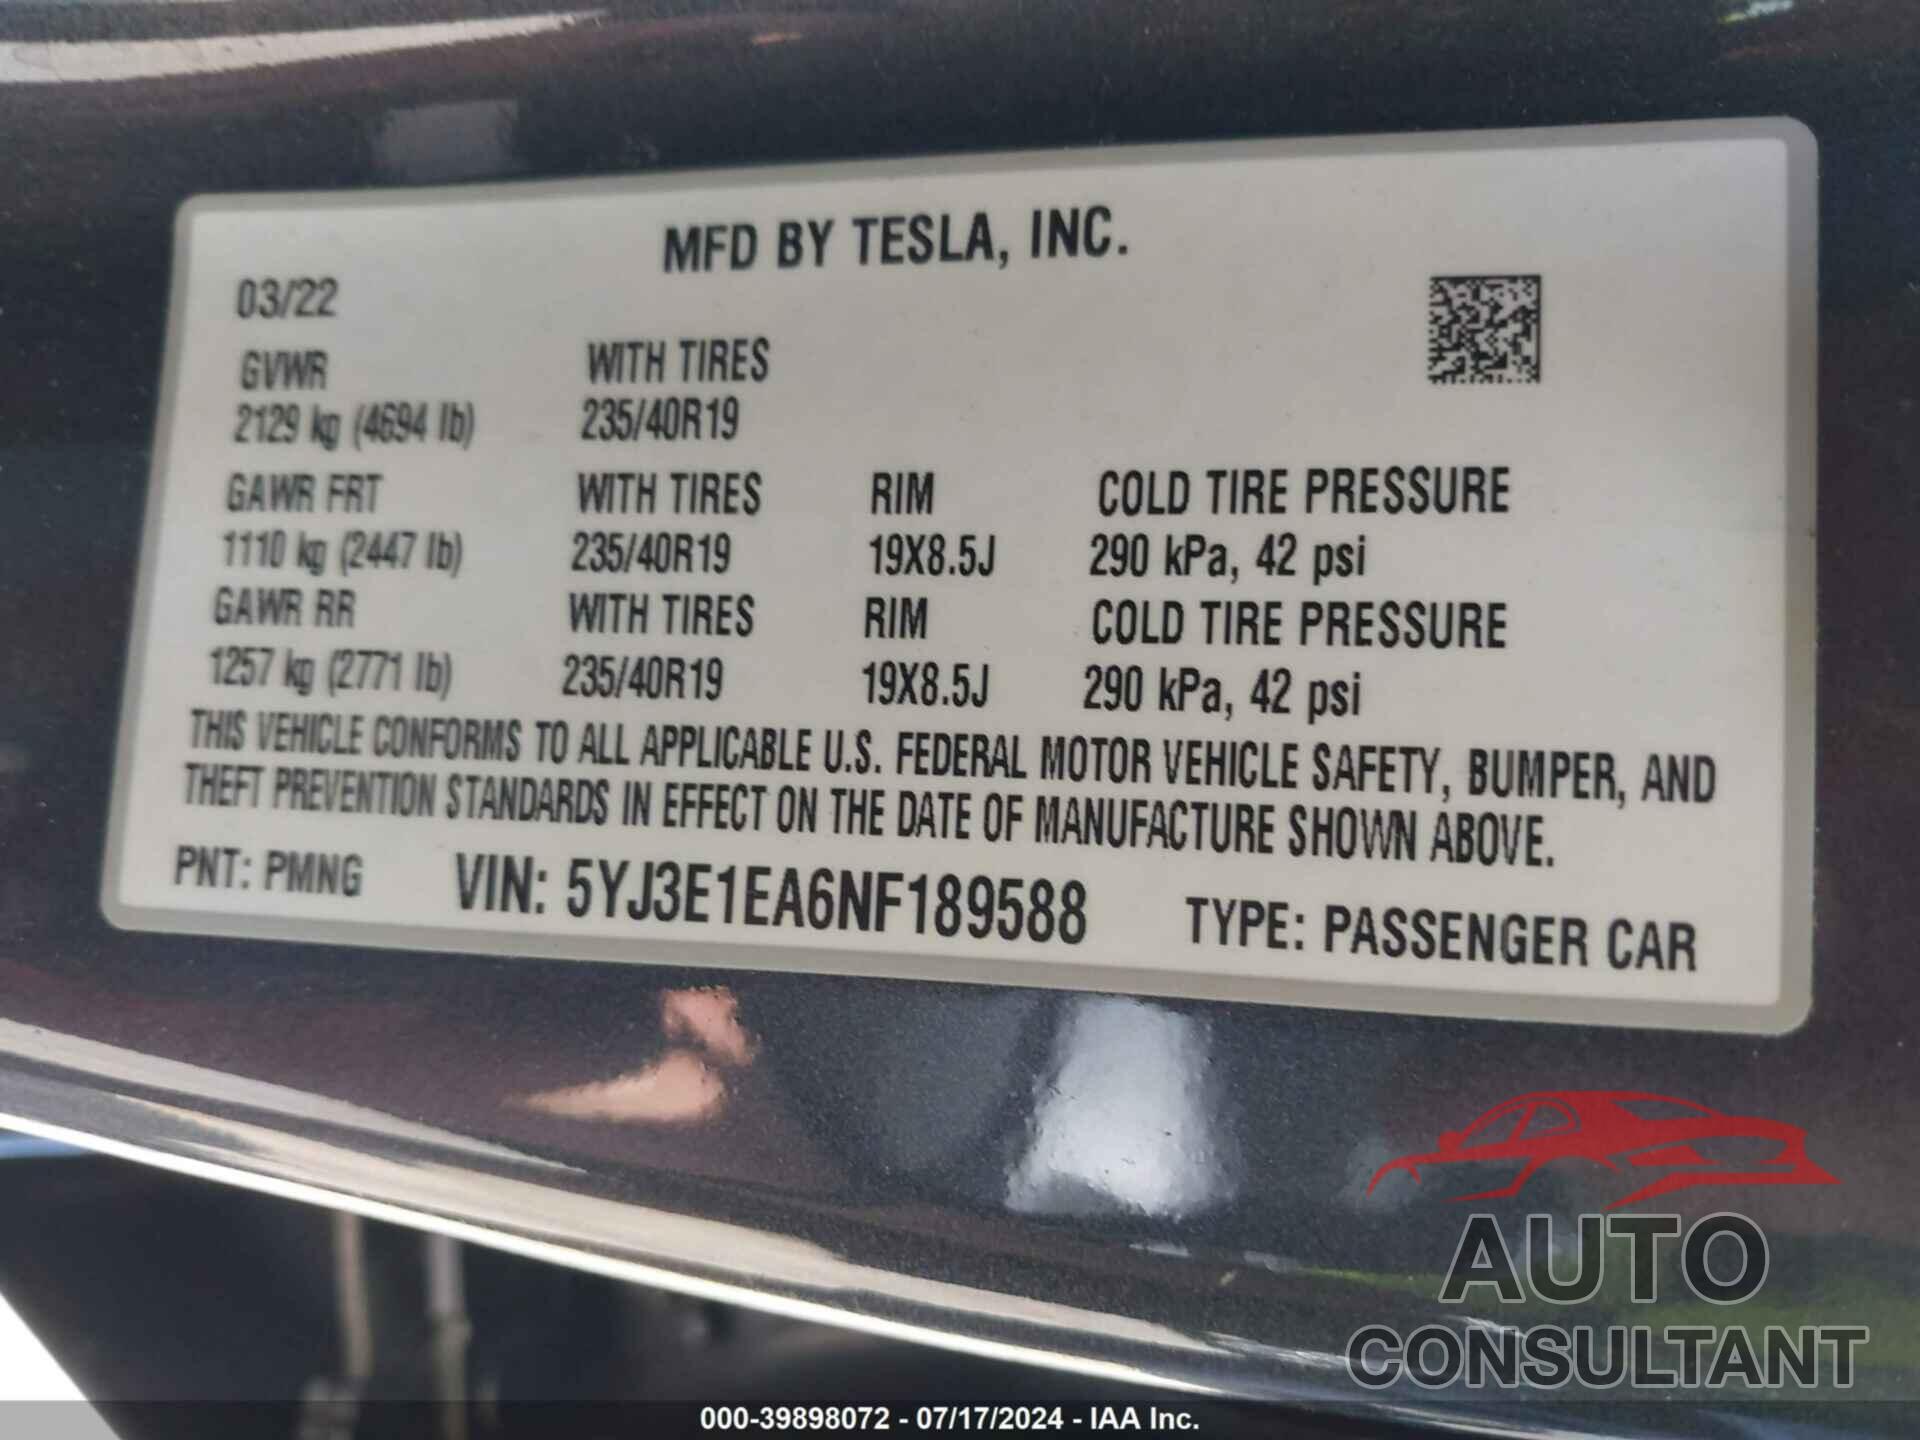 MFD BY TESLA, INC.
03/22
GVWR WITH TIRES
2129 kg (4694 lb) 235/40R19
GAWR FRT WITH TIRES RIM COLD TIRE PRESSURE
1110 kg (2447 lb) 235/40R19 19X8.5J 290 kPa, 42 psi
GAWR RR WITH TIRES RIM COLD TIRE PRESSURE
1257 kg (2771 lb) 235/40R19 19X8.5J 290 kPa, 42 psi
THIS VEHICLE CONFORMS TO ALL APPLICABLE U.S. FEDERAL MOTOR VEHICLE SAFETY, BUMPER, AND
THEFT PREVENTION STANDARDS IN EFFECT ON THE DATE OF MANUFACTURE SHOWN ABOVE.
PNT: PMNG VIN: 5YJ3E1EA6NF189588 TYPE: PASSENGER CAR
AUTO
CONSULTANT
000-39898072 - 07/17/2024 - IAA Inc.